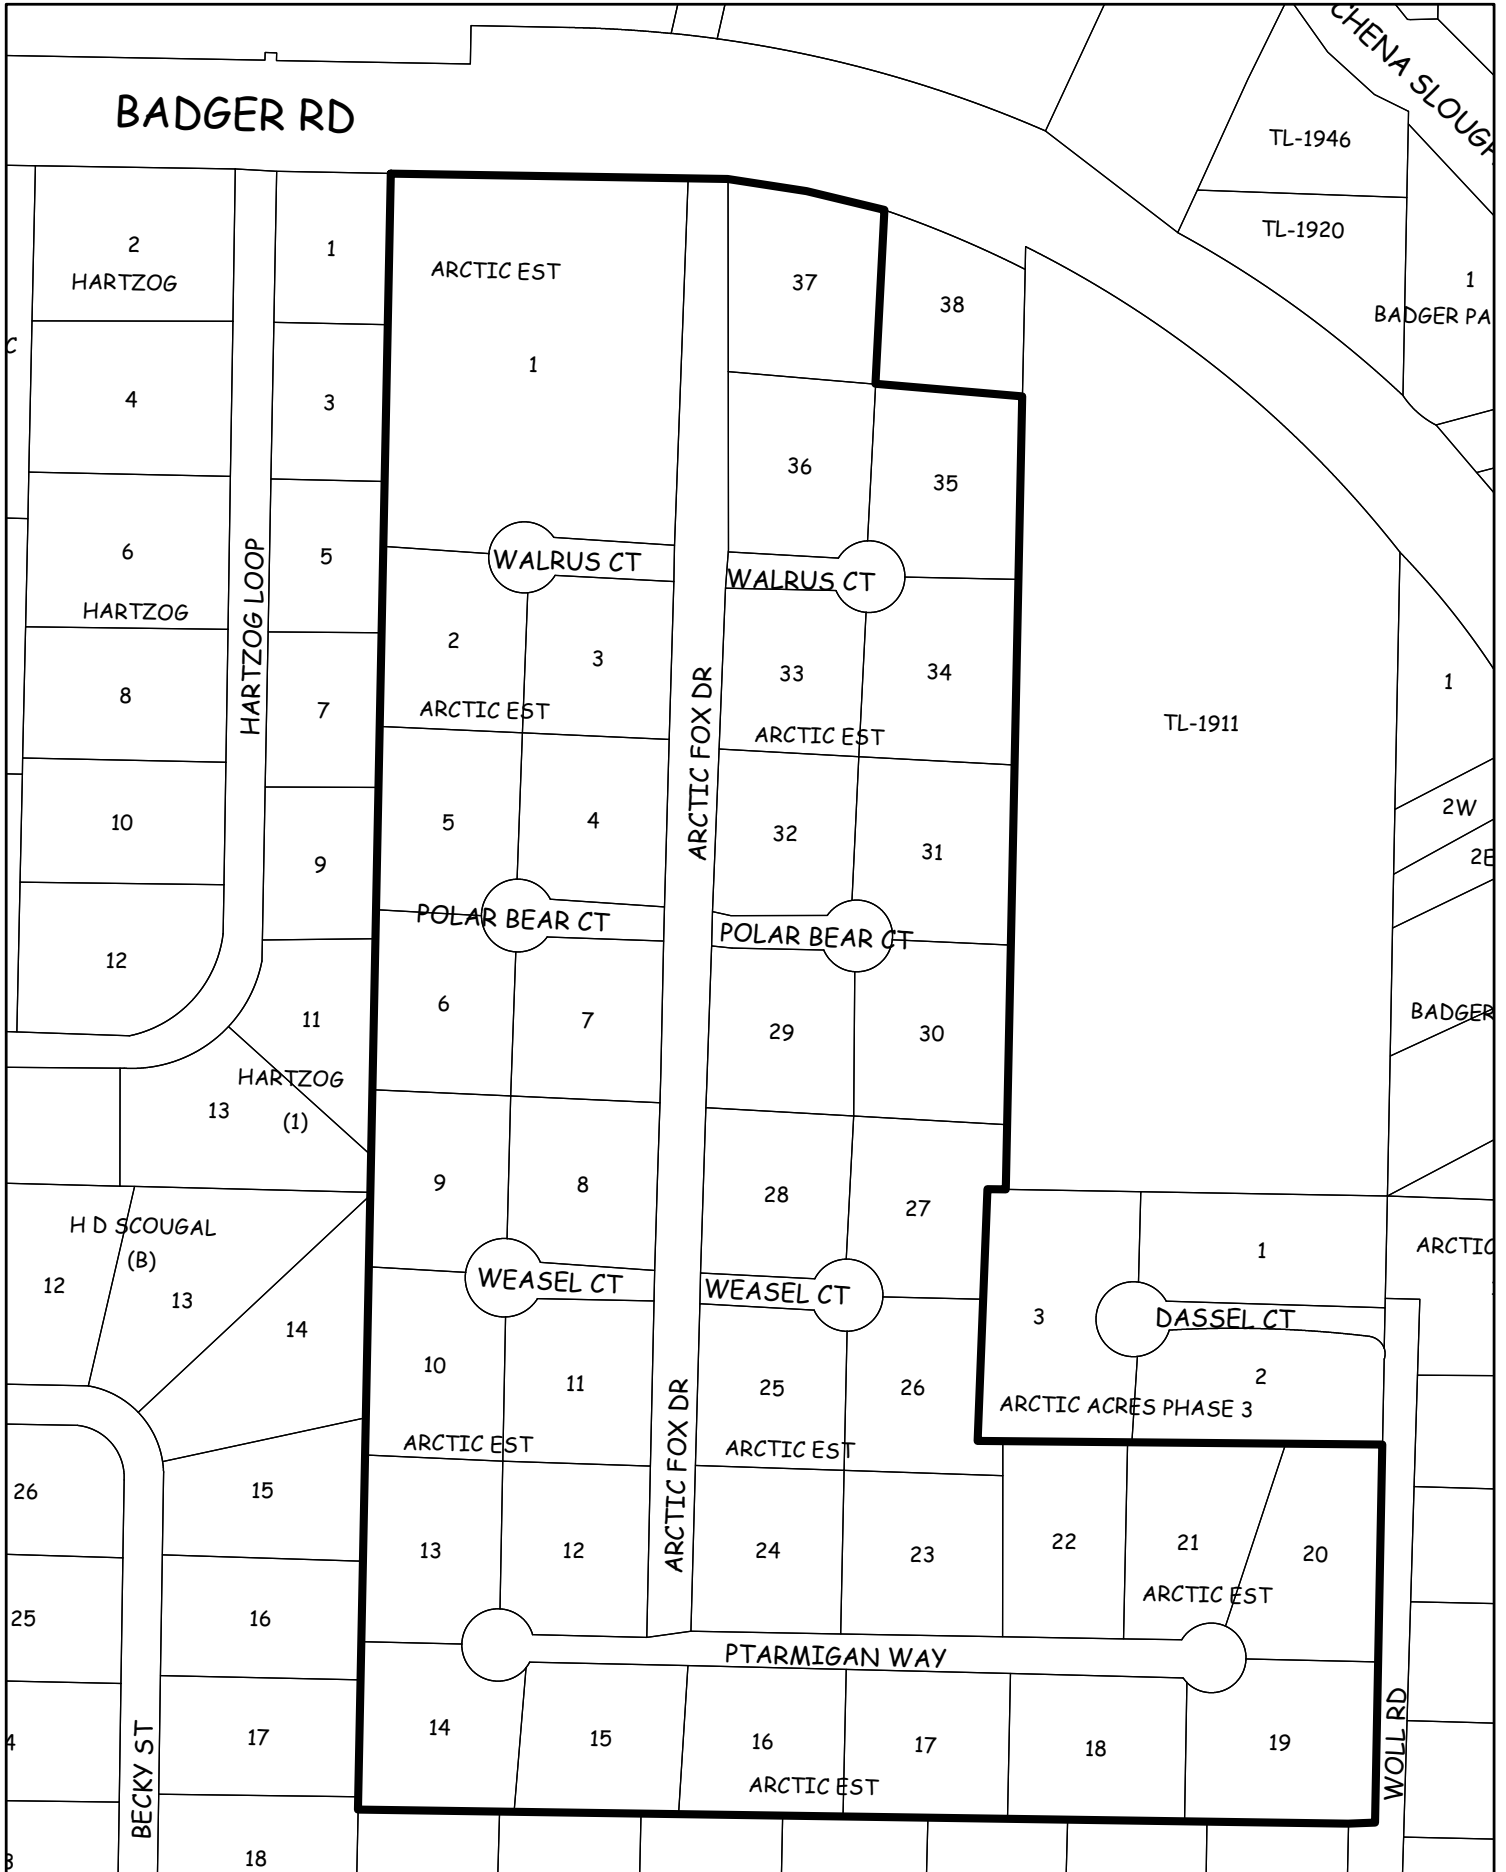 CHENA SLOUGH
BADGER RD
TL-1946
TL-1920
2
HARTZOG
1
ARCTIC EST
37
38
1
BADGER PA
C
1
4
3
36
35
6
HARTZOG
5
HARTZOG LOOP
WALRUS CT
WALRUS CT
2
3
33
34
ARCTIC EST
ARCTIC EST
ARCTIC FOX DR
TL-1911
1
8
7
5
4
32
31
2W
2E
10
9
POLAR BEAR CT
POLAR BEAR CT
12
6
7
29
30
BADGER
11
HARTZOG
(1)
13
9
8
28
27
H D SCOUGAL
(B)
12
13
14
WEASEL CT
WEASEL CT
1
ARCTIC
3
DASSEL CT
2
ARCTIC ACRES PHASE 3
10
11
25
26
ARCTIC EST
ARCTIC EST
ARCTIC FOX DR
26
15
13
12
24
23
22
21
20
ARCTIC EST
25
16
PTARMIGAN WAY
4
17
14
15
16
17
18
19
ARCTIC EST
BECKY ST
WOLL RD
18